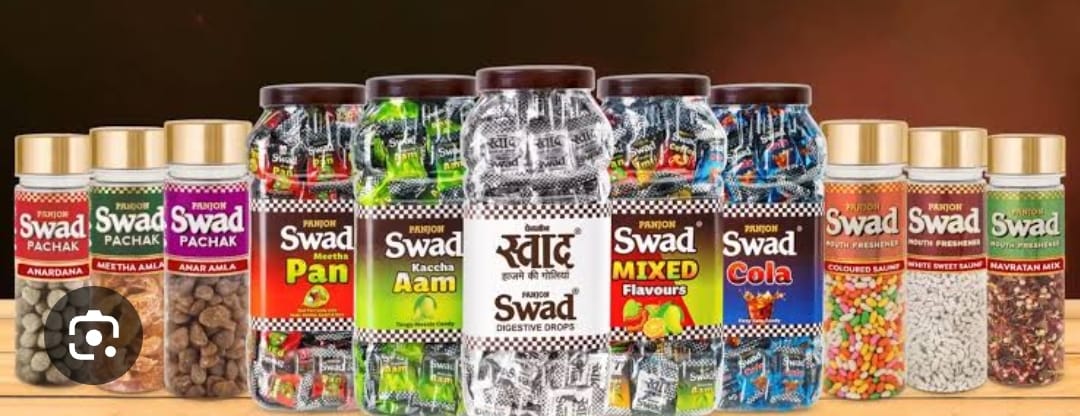 PANJON
Swad
PACHAK
ANARDANA
PANJON
Swad
PACHAK
MEETHA AMLA
PANJON
Swad
PACHAK
ANAR AMLA
PANJON
Swad
Meetha
Pan
PANJON
Swad
Kaccha
Aam
पेनजॉन
स्वाद®
हाजमे की गोलियां
PANJON
Swad®
DIGESTIVE DROPS
PANJON
Swad®
MIXED
Flavours
PANJON
Swad®
Cola
PANJON
Swad
MOUTH FRESHENER
COLOURED SAUNF
PANJON
Swad
MOUTH FRESHENER
WHITE SWEET SAUNF
PANJON
Swad
MOUTH FRESHENER
NAVRATAN MIX